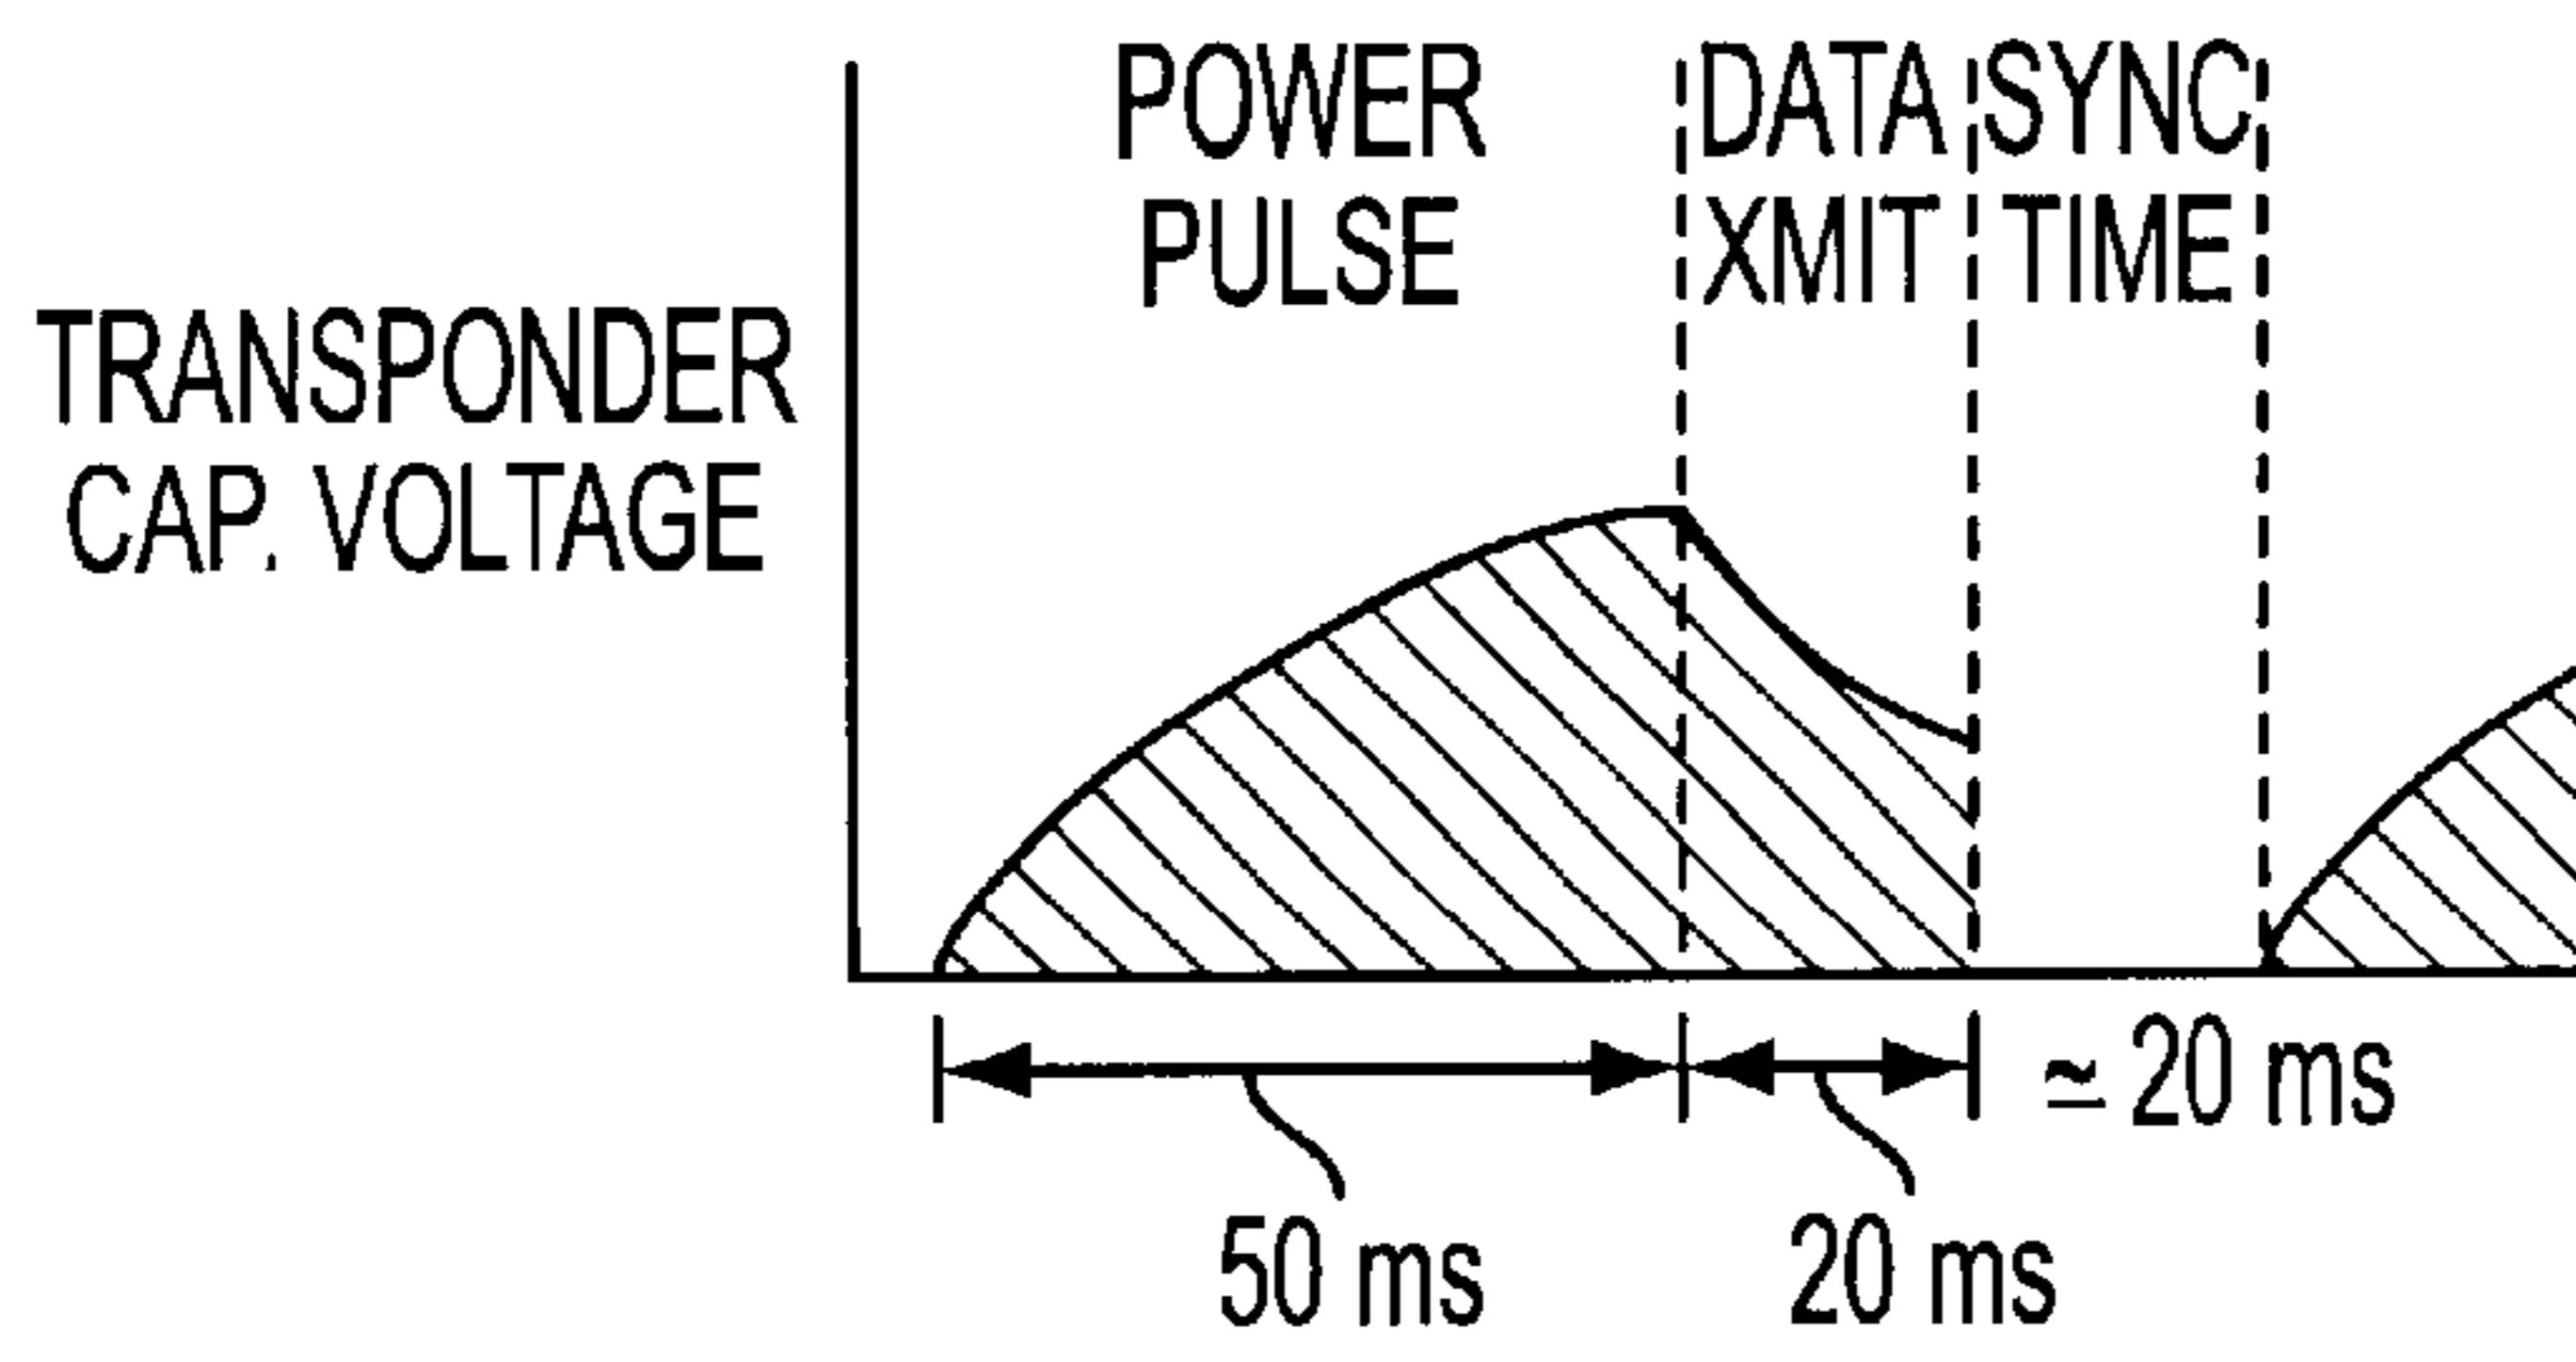 POWER
PULSE
DATA
XMIT
SYNC
TIME
TRANSPONDER
CAP. VOLTAGE
≃ 20 ms
50 ms
20 ms